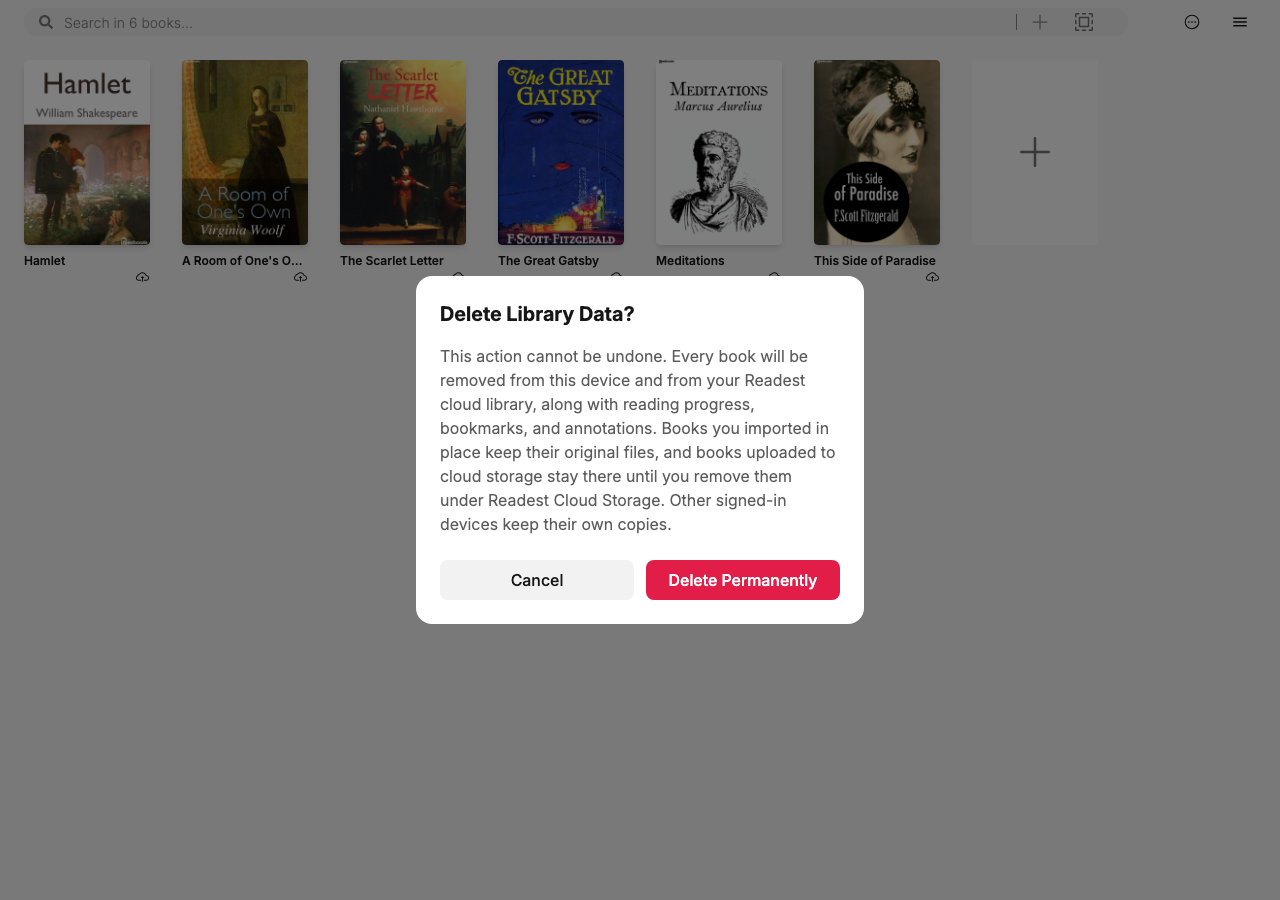 Search in 6 books...
Hamlet
William Shakespeare
A Room of
One's Own
Virginia Woolf
The Scarlet
LETTER
Nathaniel Hawthorne
The GREAT
GATSBY
F·SCOTT·FITZGERALD
MEDITATIONS
Marcus Aurelius
This Side
of Paradise
F.Scott Fitzgerald
Hamlet
A Room of One's O...
The Scarlet Letter
The Great Gatsby
Meditations
This Side of Paradise
Delete Library Data?
This action cannot be undone. Every book will be
removed from this device and from your Readest
cloud library, along with reading progress,
bookmarks, and annotations. Books you imported in
place keep their original files, and books uploaded to
cloud storage stay there until you remove them
under Readest Cloud Storage. Other signed-in
devices keep their own copies.
Cancel
Delete Permanently